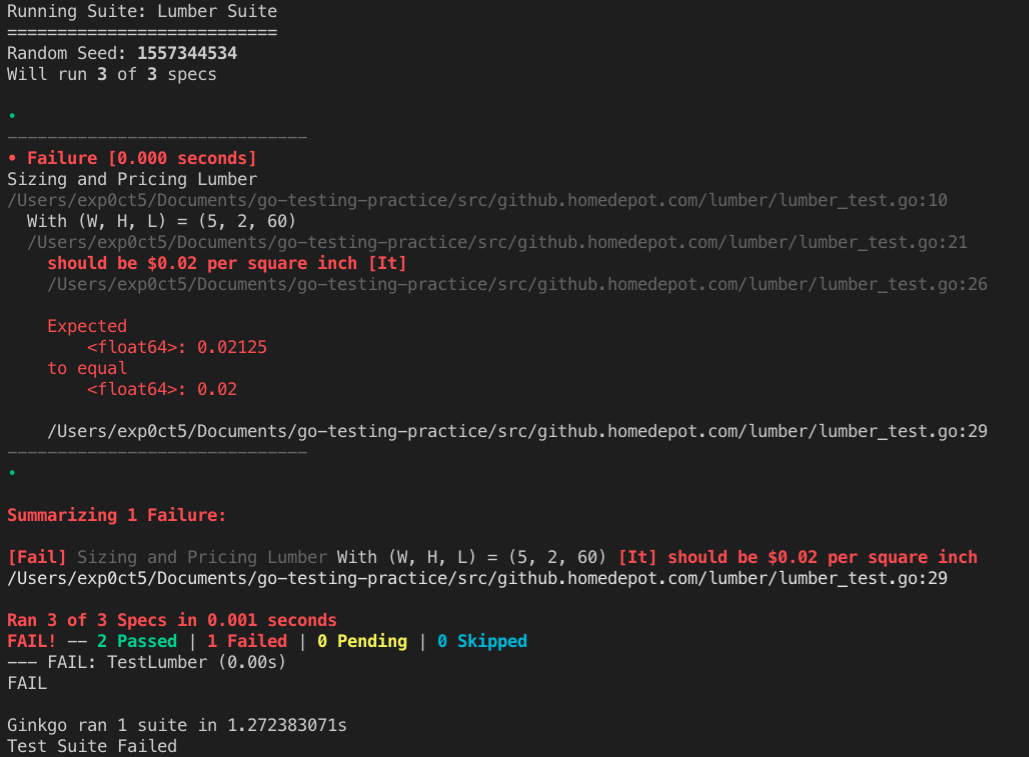 Running Suite: Lumber Suite
===========================
Random Seed: 1557344534
Will run 3 of 3 specs
•
------------------------------
• Failure [0.000 seconds]
Sizing and Pricing Lumber
/Users/exp0ct5/Documents/go-testing-practice/src/github.homedepot.com/lumber/lumber_test.go:10
With (W, H, L) = (5, 2, 60)
/Users/exp0ct5/Documents/go-testing-practice/src/github.homedepot.com/lumber/lumber_test.go:21
should be $0.02 per square inch [It]
/Users/exp0ct5/Documents/go-testing-practice/src/github.homedepot.com/lumber/lumber_test.go:26
Expected
<float64>: 0.02125
to equal
<float64>: 0.02
/Users/exp0ct5/Documents/go-testing-practice/src/github.homedepot.com/lumber/lumber_test.go:29
------------------------------
•
Summarizing 1 Failure:
[Fail] Sizing and Pricing Lumber With (W, H, L) = (5, 2, 60) [It] should be $0.02 per square inch
/Users/exp0ct5/Documents/go-testing-practice/src/github.homedepot.com/lumber/lumber_test.go:29
Ran 3 of 3 Specs in 0.001 seconds
FAIL! -- 2 Passed | 1 Failed | 0 Pending | 0 Skipped
--- FAIL: TestLumber (0.00s)
FAIL
Ginkgo ran 1 suite in 1.272383071s
Test Suite Failed